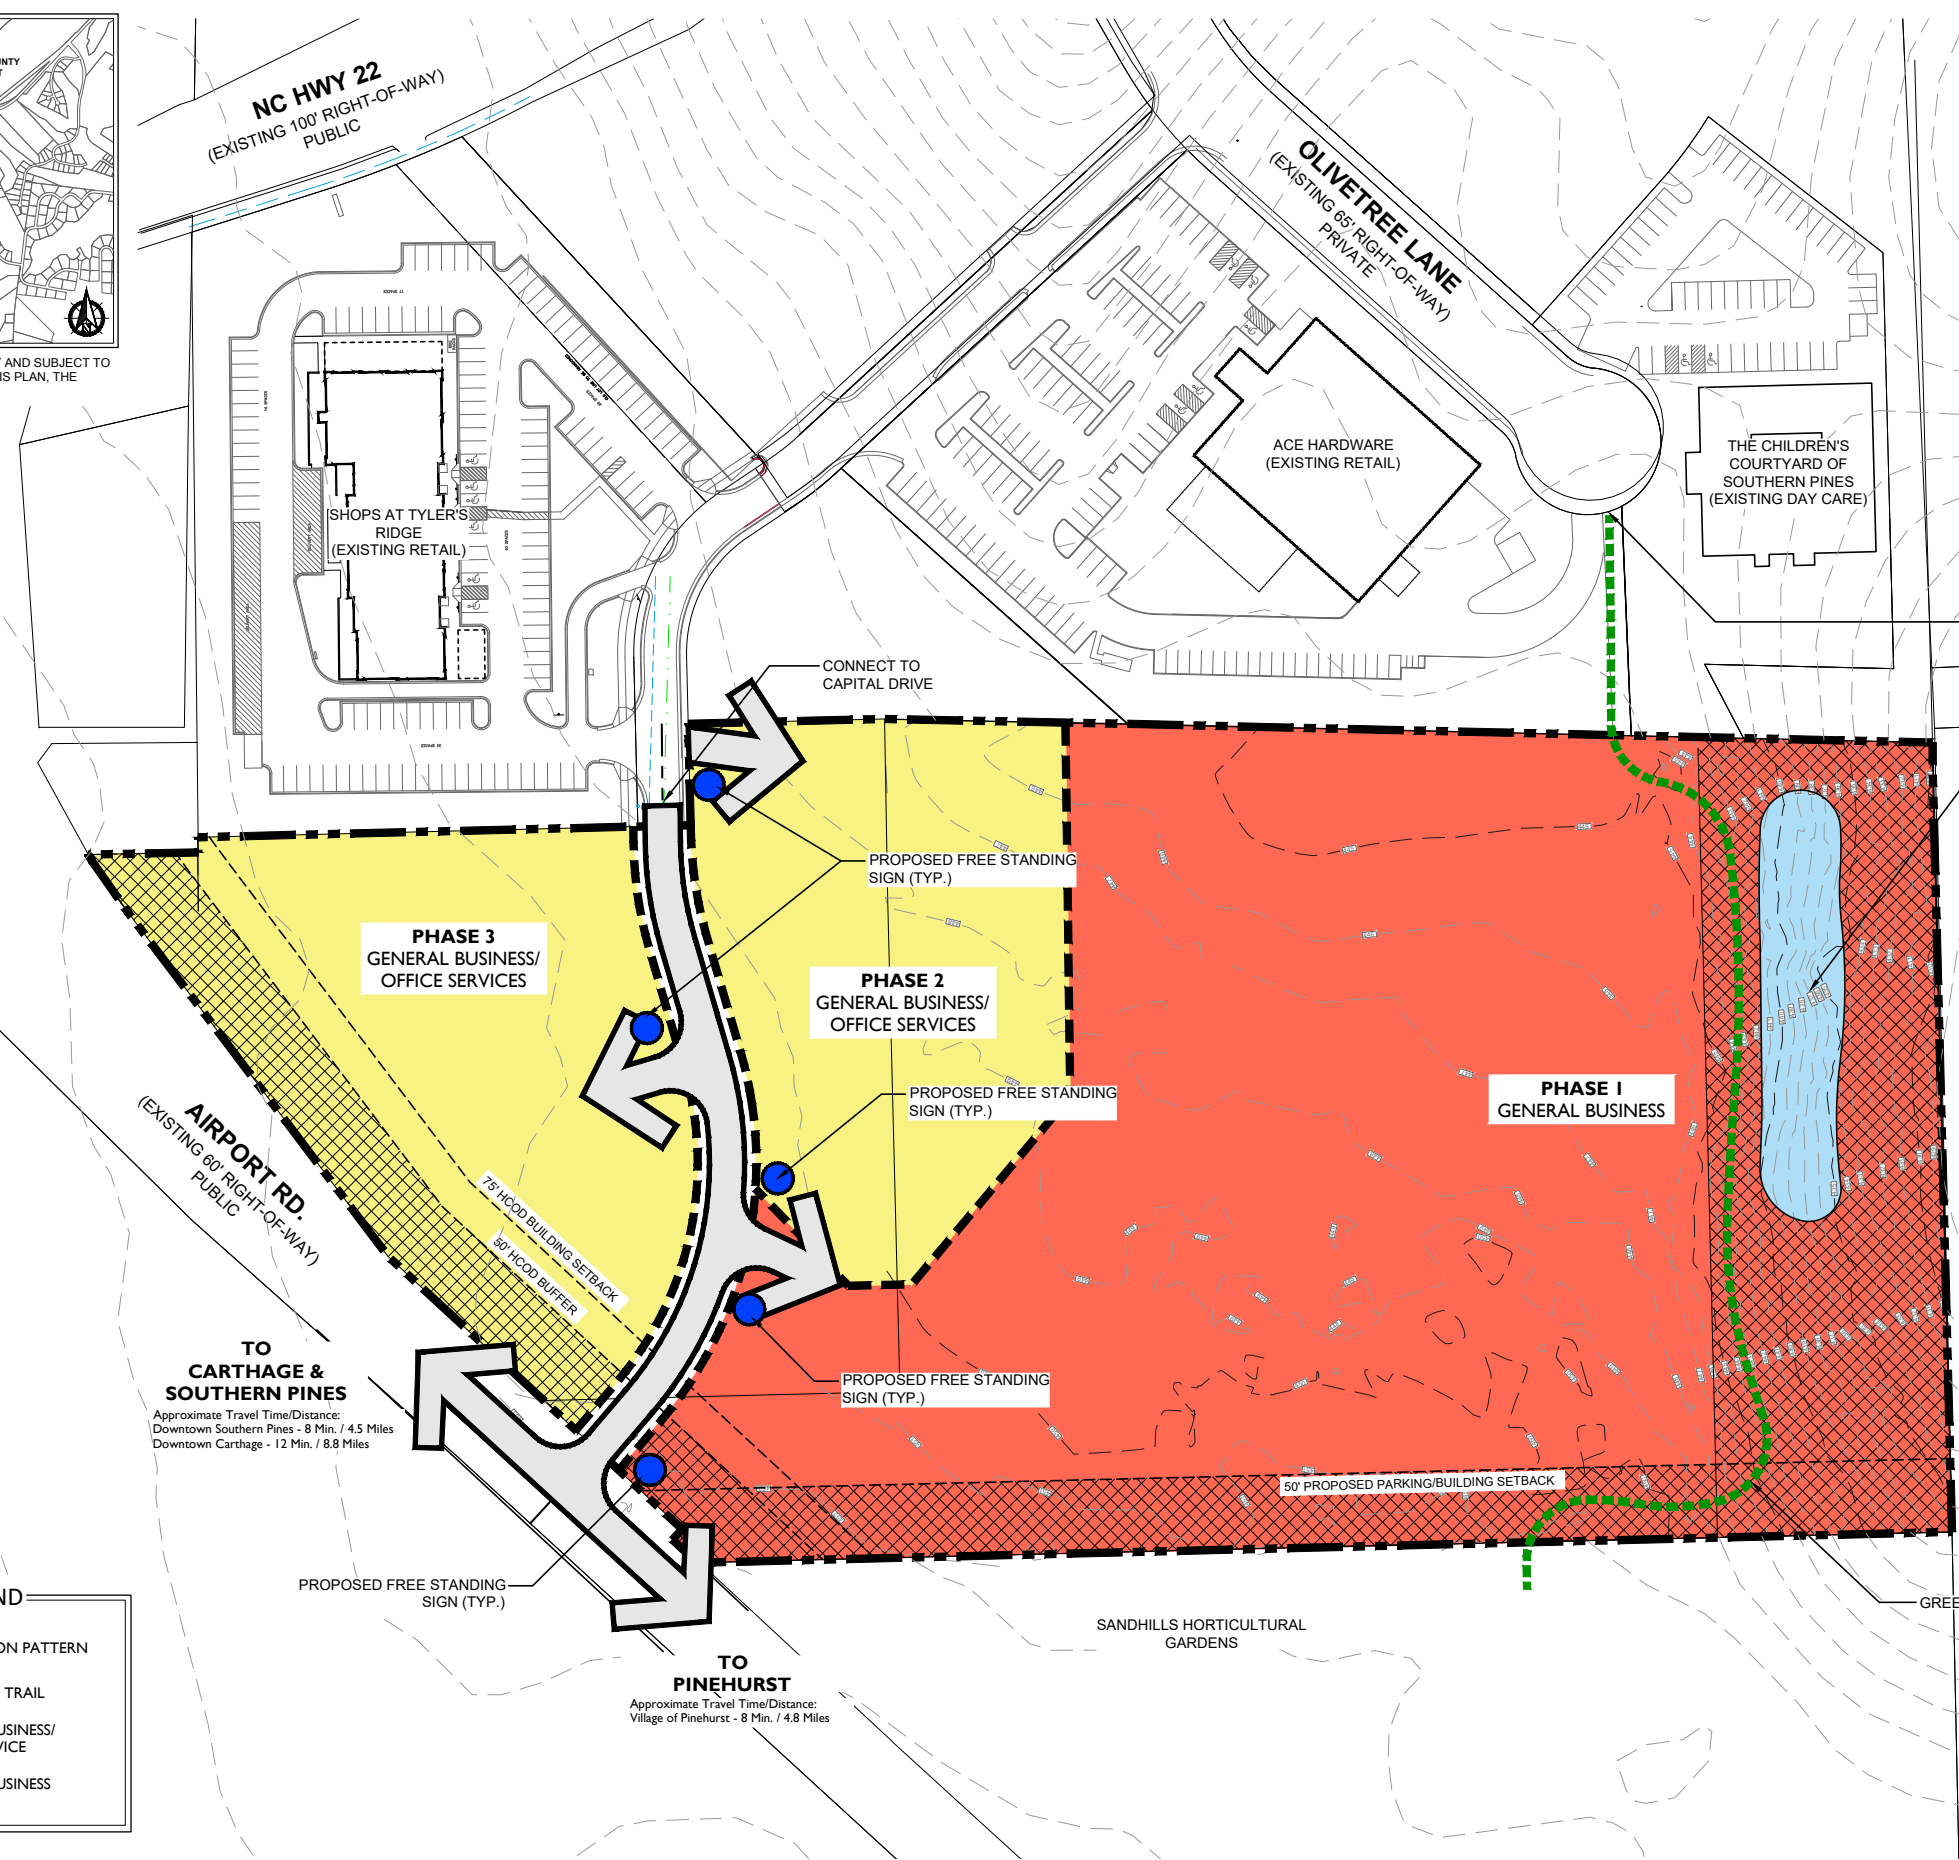 UNTY
T
AND SUBJECT TO
IS PLAN, THE
NC HWY 22
(EXISTING 100' RIGHT-OF-WAY)
PUBLIC
OLIVETREE LANE
(EXISTING 65' RIGHT-OF-WAY)
PRIVATE
SHOPS AT TYLER'S
RIDGE
(EXISTING RETAIL)
ACE HARDWARE
(EXISTING RETAIL)
THE CHILDREN'S
COURTYARD OF
SOUTHERN PINES
(EXISTING DAY CARE)
CONNECT TO
CAPITAL DRIVE
PROPOSED FREE STANDING
SIGN (TYP.)
PHASE 3
GENERAL BUSINESS/
OFFICE SERVICES
PHASE 2
GENERAL BUSINESS/
OFFICE SERVICES
PROPOSED FREE STANDING
SIGN (TYP.)
PHASE 1
GENERAL BUSINESS
AIRPORT RD.
(EXISTING 60' RIGHT-OF-WAY)
PUBLIC
75' HCOD BUILDING SETBACK
50' HCOD BUFFER
TO
CARTHAGE &
SOUTHERN PINES
Approximate Travel Time/Distance:
Downtown Southern Pines - 8 Min. / 4.5 Miles
Downtown Carthage - 12 Min. / 8.8 Miles
PROPOSED FREE STANDING
SIGN (TYP.)
50' PROPOSED PARKING/BUILDING SETBACK
PROPOSED FREE STANDING
SIGN (TYP.)
SANDHILLS HORTICULTURAL
GARDENS
GREE
TO
PINEHURST
Approximate Travel Time/Distance:
Village of Pinehurst - 8 Min. / 4.8 Miles
ND
ON PATTERN
TRAIL
USINESS/
VICE
USINESS